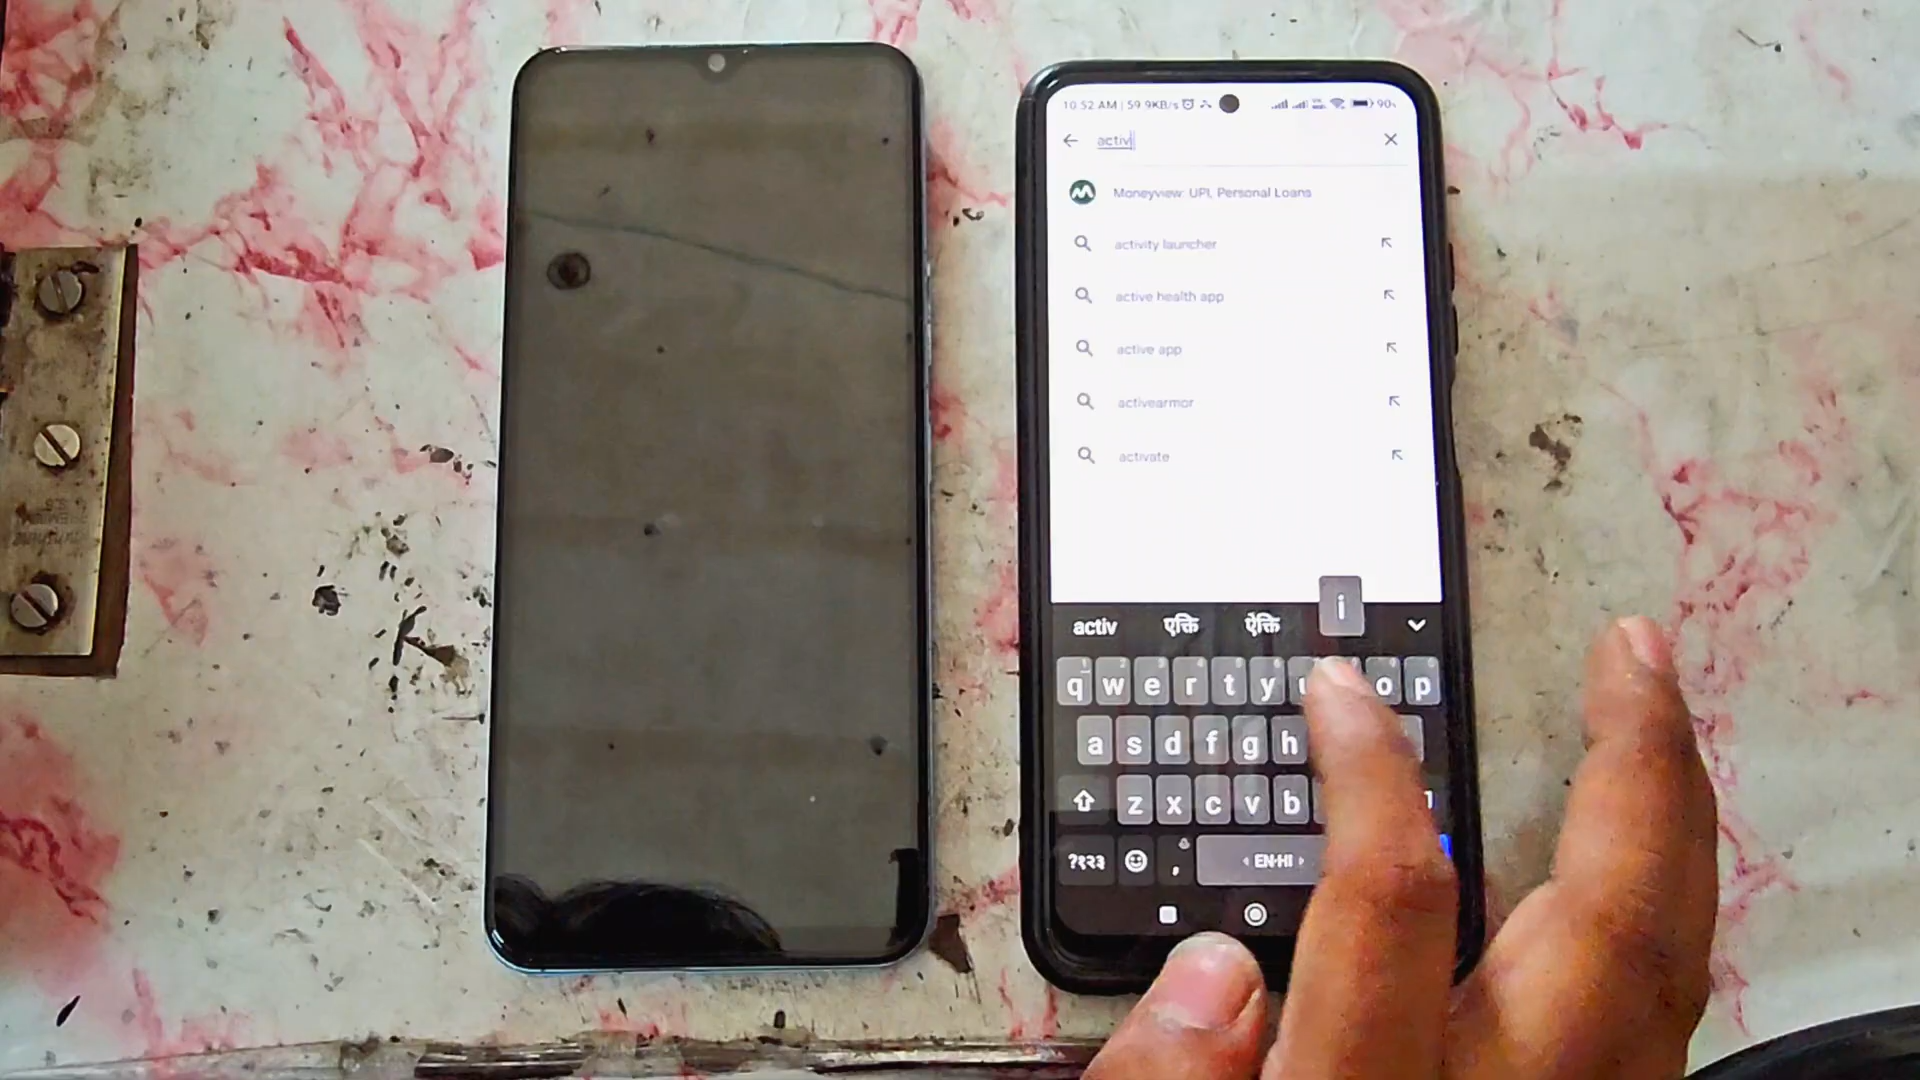 10.52 AM | 59.9KB/s 90
activ
Moneyview: UPI, Personal Loans
activity launcher
active health app
active app
activearmor
activate
i
activ एक्ति ऐक्ति
q w e r t y u o p
a s d f g h
z x c v b
?१२३ , EN·HI